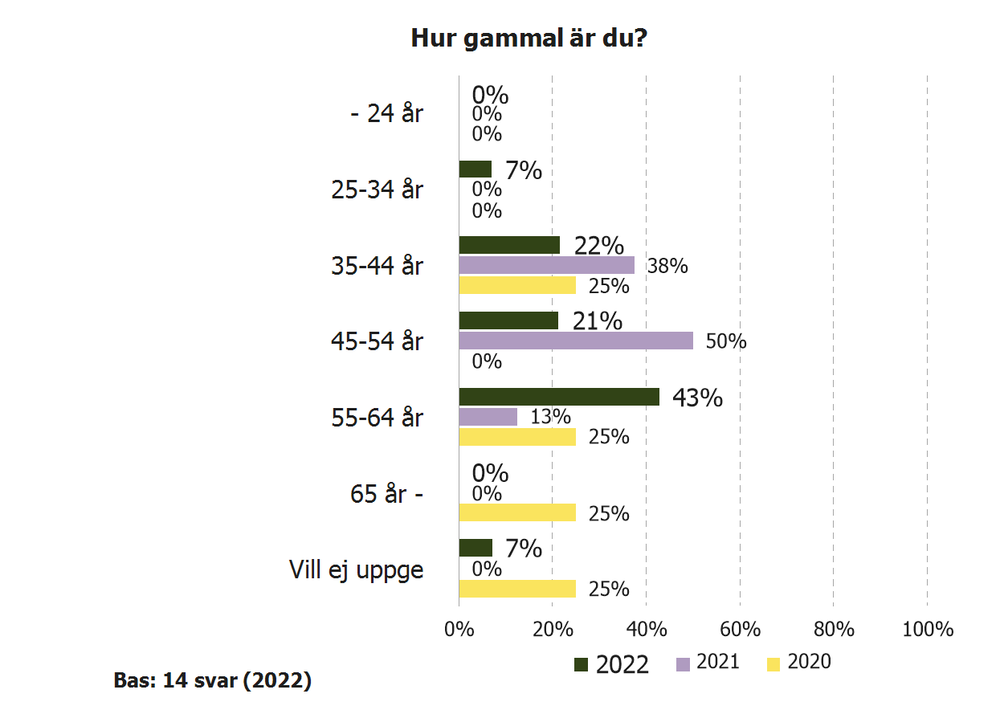 Hur gammal är du?
- 24 år
0%
0%
0%
25-34 år
7%
0%
0%
35-44 år
22%
38%
25%
45-54 år
21%
50%
0%
55-64 år
43%
13%
25%
65 år -
0%
0%
25%
Vill ej uppge
7%
0%
25%
0% 20% 40% 60% 80% 100%
2022 2021 2020
Bas: 14 svar (2022)